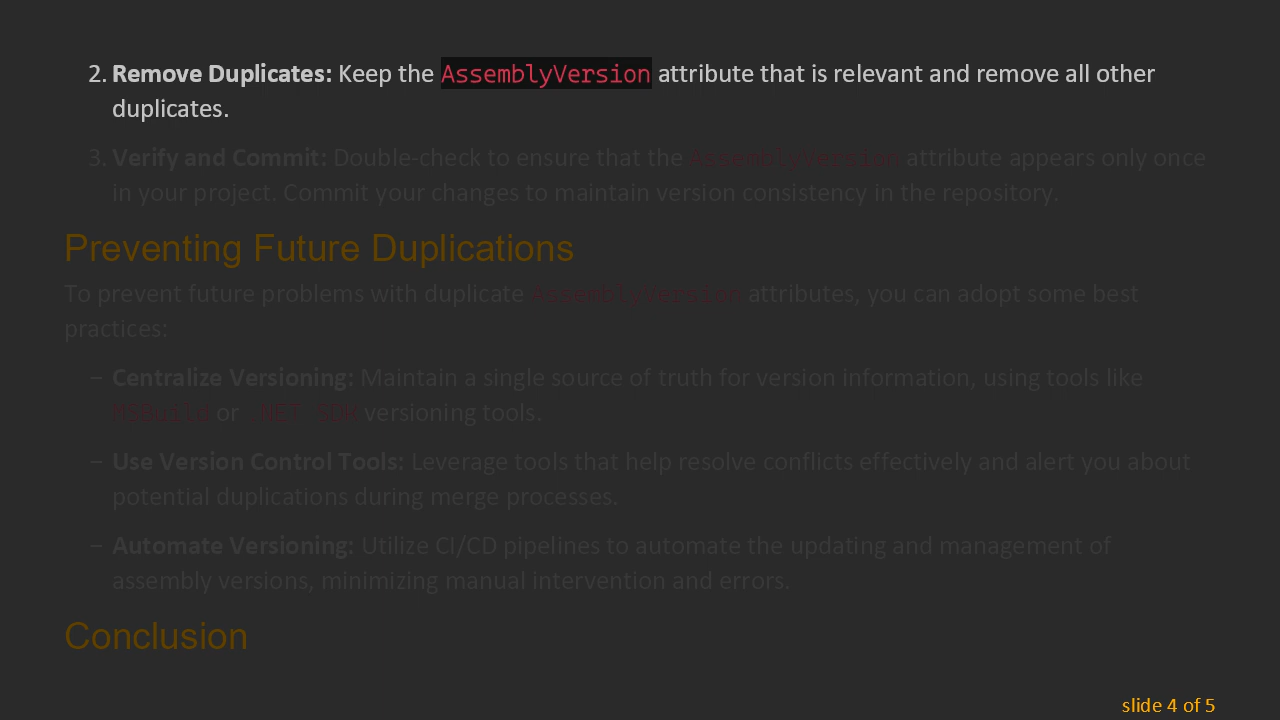 2. Remove Duplicates: Keep the AssemblyVersion attribute that is relevant and remove all other
duplicates.
3. Verify and Commit: Double-check to ensure that the AssemblyVersion attribute appears only once
in your project. Commit your changes to maintain version consistency in the repository.
Preventing Future Duplications
To prevent future problems with duplicate AssemblyVersion attributes, you can adopt some best
practices:
– Centralize Versioning: Maintain a single source of truth for version information, using tools like
MSBuild or .NET SDK versioning tools.
– Use Version Control Tools: Leverage tools that help resolve conflicts effectively and alert you about
potential duplications during merge processes.
– Automate Versioning: Utilize CI/CD pipelines to automate the updating and management of
assembly versions, minimizing manual intervention and errors.
Conclusion
slide 4 of 5